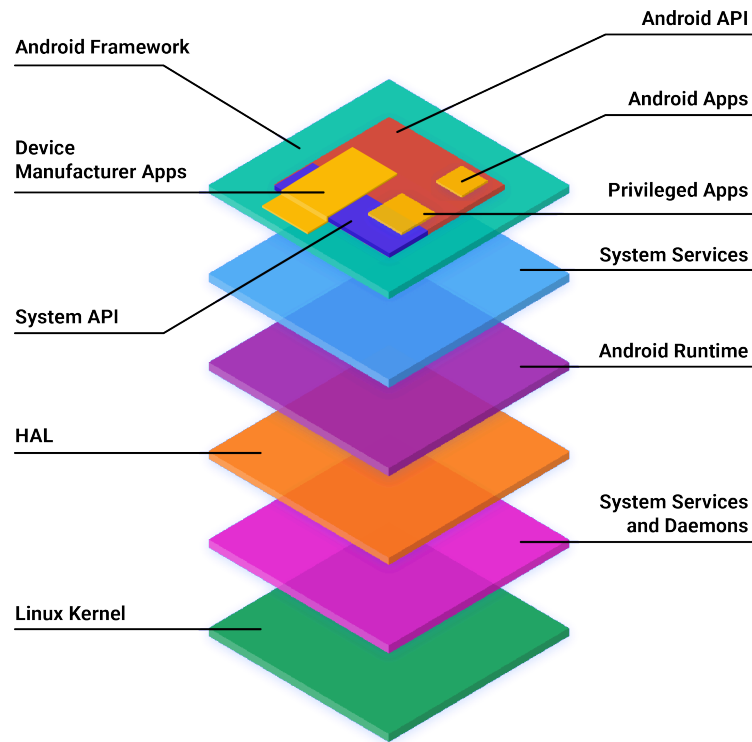 Android API
Android Framework
Android Apps
Device
Manufacturer Apps
Privileged Apps
System Services
System API
Android Runtime
HAL
System Services
and Daemons
Linux Kernel